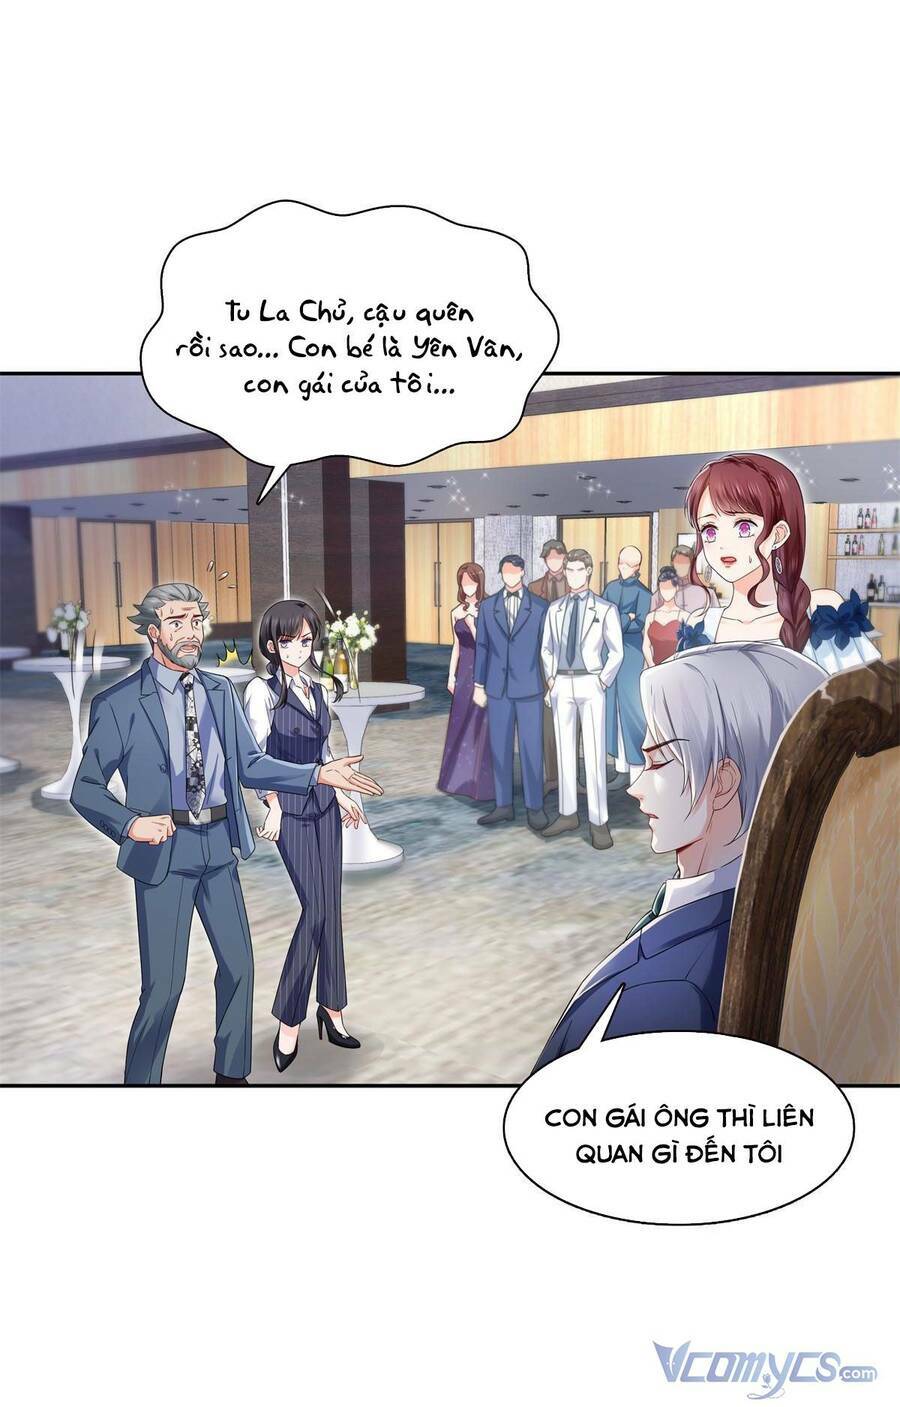 Tu La Chủ, cậu quên
rồi sao... Con bé là Yên Vân,
con gái của tôi...
CON GÁI ÔNG THÌ LIÊN
QUAN GÌ ĐẾN TÔI
VCOMYCS.com